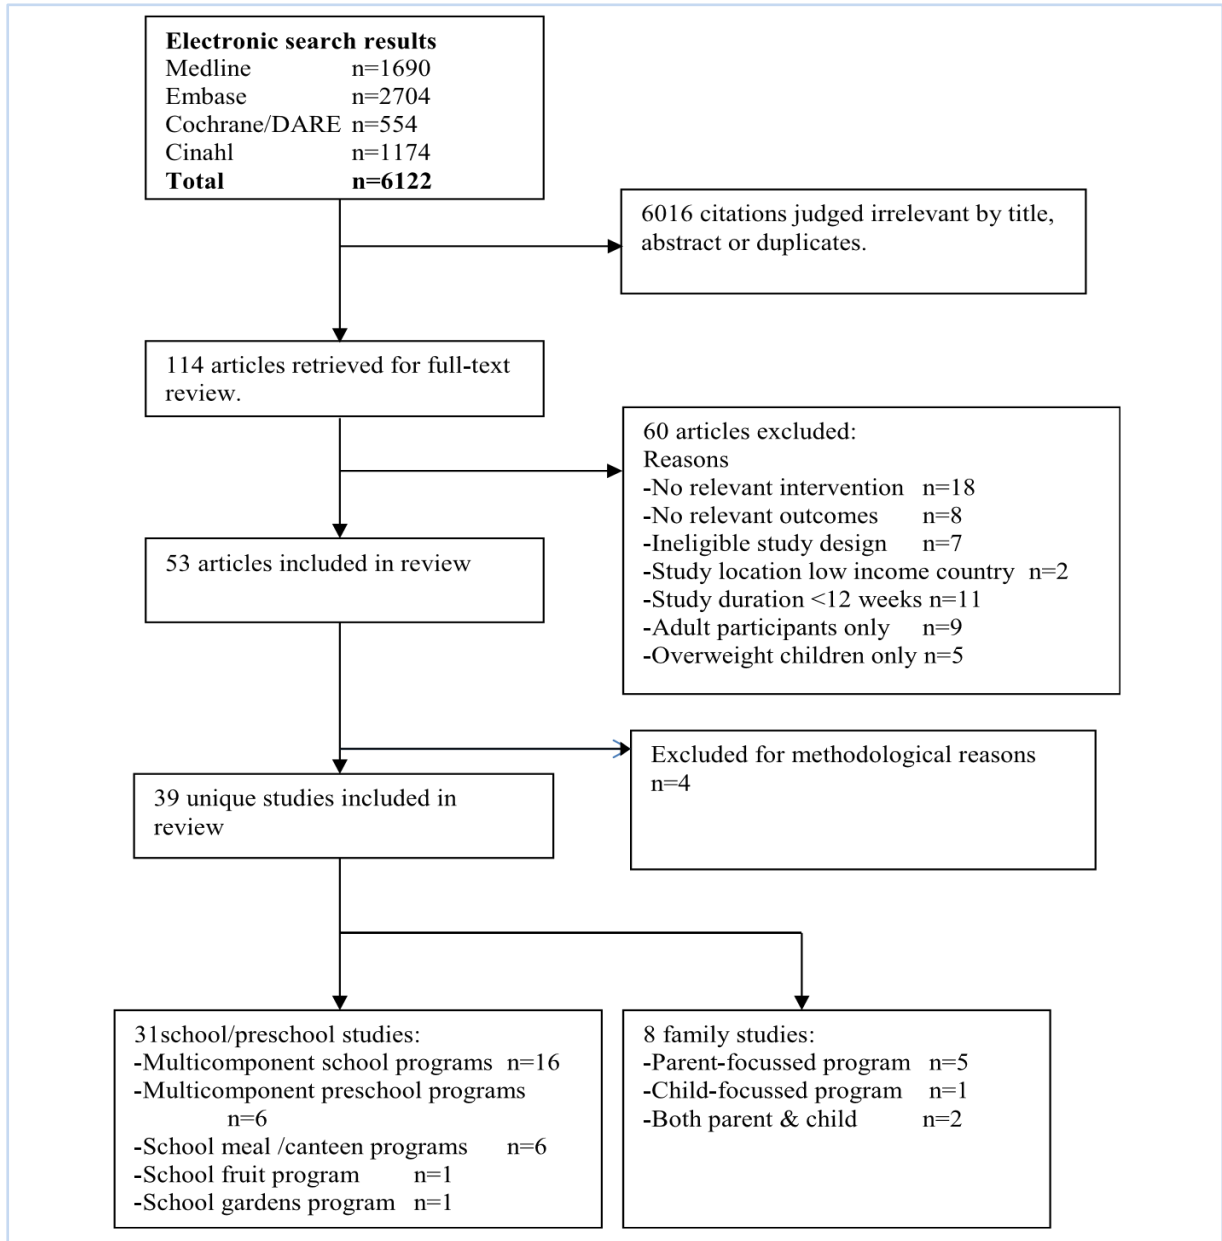 Electronic search results
Medline n=1690
Embase n=2704
Cochrane/DARE n=554
Cinahl n=1174
Total n=6122
6016 citations judged irrelevant by title,
abstract or duplicates.
114 articles retrieved for full-text
review.
60 articles excluded:
Reasons
-No relevant intervention n=18
-No relevant outcomes n=8
-Ineligible study design n=7
-Study location low income country n=2
-Study duration <12 weeks n=11
-Adult participants only n=9
-Overweight children only n=5
53 articles included in review
Excluded for methodological reasons
n=4
39 unique studies included in
review
31school/preschool studies:
-Multicomponent school programs n=16
-Multicomponent preschool programs
n=6
-School meal /canteen programs n=6
-School fruit program n=1
-School gardens program n=1
8 family studies:
-Parent-focussed program n=5
-Child-focussed program n=1
-Both parent & child n=2